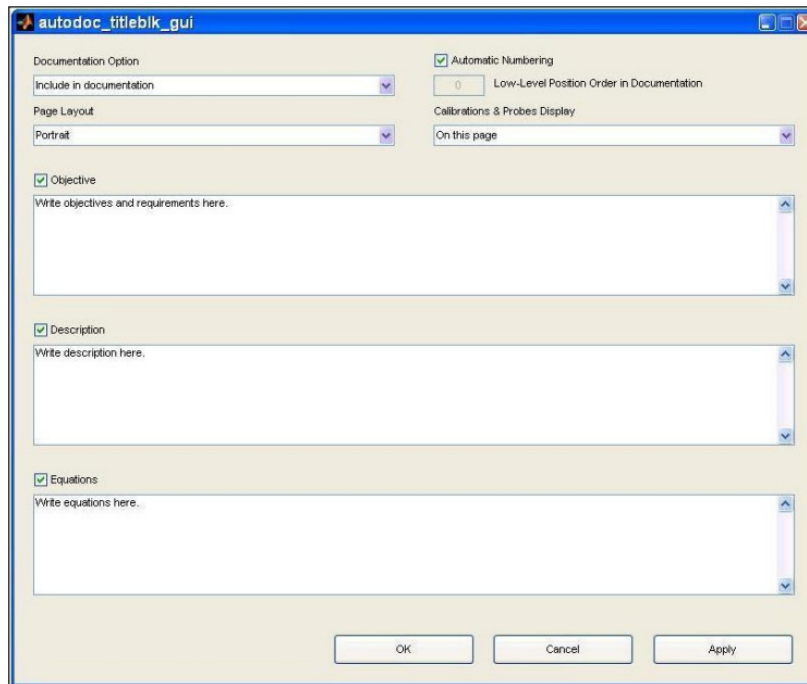 autodoc_titleblk_gui
Documentation Option
Automatic Numbering
Include in documentation
0 Low-Level Position Order in Documentation
Page Layout
Calibrations & Probes Display
Portrait
On this page
Objective
Write objectives and requirements here.
Description
Write description here.
Equations
Write equations here.
OK Cancel Apply